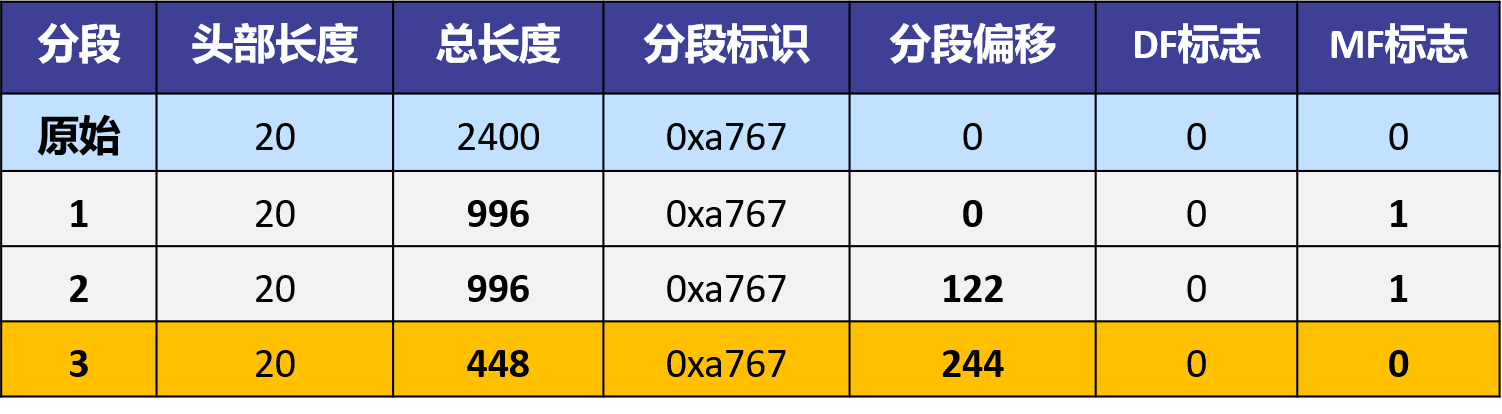 分段 头部长度 总长度 分段标识 分段偏移 DF标志 MF标志
原始 20 2400 0xa767 0 0 0
1 20 996 0xa767 0 0 1
2 20 996 0xa767 122 0 1
3 20 448 0xa767 244 0 0